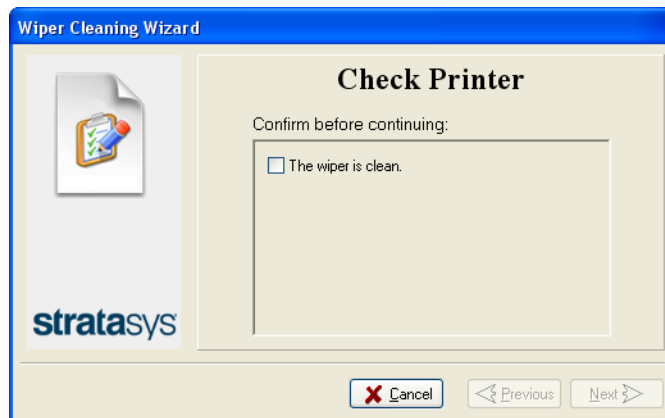 Wiper Cleaning Wizard
Check Printer
Confirm before continuing:
The wiper is clean.
stratasys
Cancel
Previous
Next